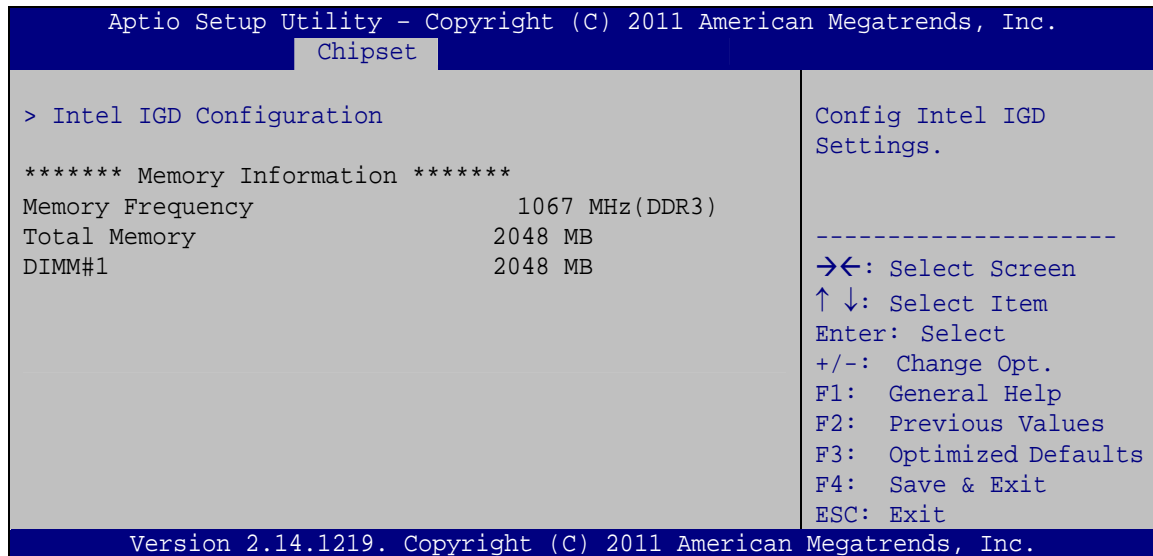 Aptio Setup Utility – Copyright (C) 2011 American Megatrends, Inc.
Chipset
> Intel IGD Configuration
******* Memory Information *******
Memory Frequency 1067 MHz(DDR3)
Total Memory 2048 MB
DIMM#1 2048 MB
Config Intel IGD
Settings.
---------------------
→←: Select Screen
↑ ↓: Select Item
Enter: Select
+/-: Change Opt.
F1: General Help
F2: Previous Values
F3: Optimized Defaults
F4: Save & Exit
ESC: Exit
Version 2.14.1219. Copyright (C) 2011 American Megatrends, Inc.